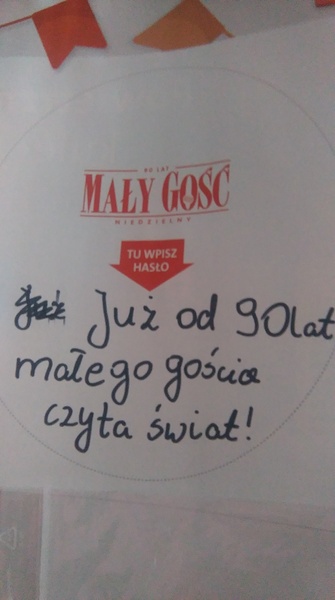 90 LAT
MAŁY GOŚĆ
NIEDZIELNY
TU WPISZ
HASŁO
Już od 90lat
małego gościa
czyta świat!